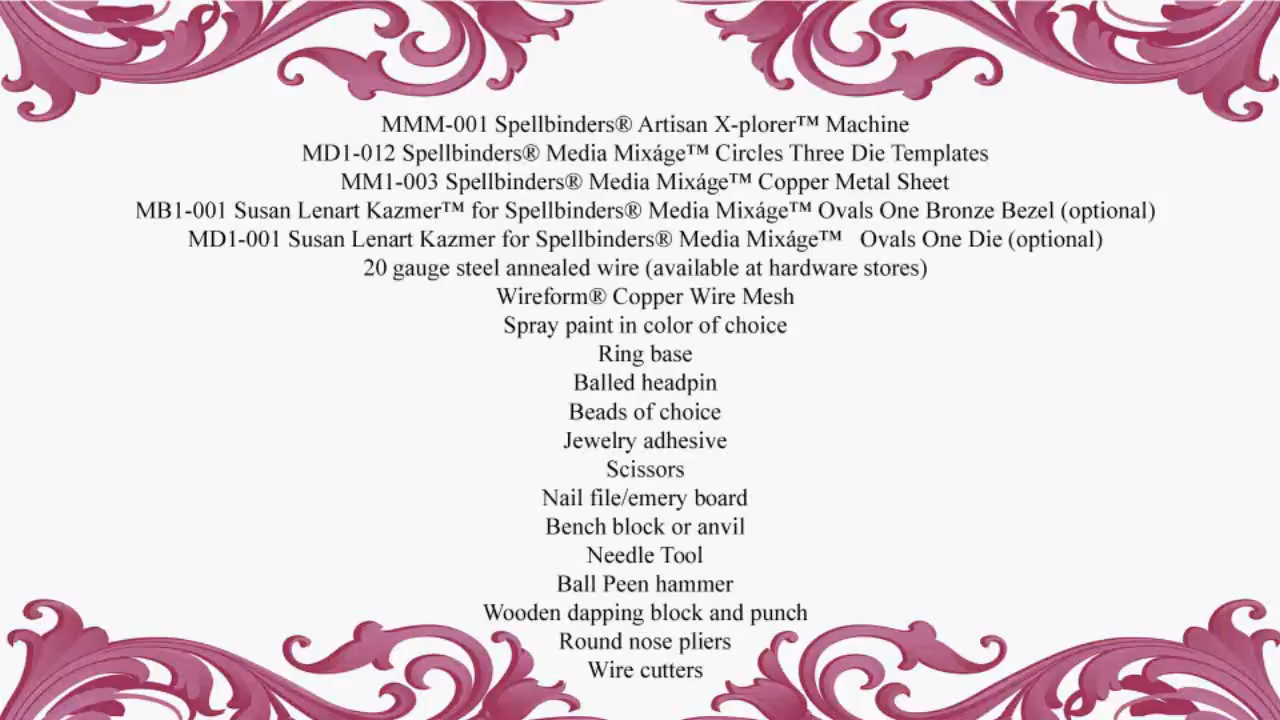 MMM-001 Spellbinders® Artisan X-plorer™ Machine
MD1-012 Spellbinders® Media Mixáge™ Circles Three Die Templates
MM1-003 Spellbinders® Media Mixáge™ Copper Metal Sheet
MB1-001 Susan Lenart Kazmer™ for Spellbinders® Media Mixáge™ Ovals One Bronze Bezel (optional)
MD1-001 Susan Lenart Kazmer for Spellbinders® Media Mixáge™ Ovals One Die (optional)
20 gauge steel annealed wire (available at hardware stores)
Wireform® Copper Wire Mesh
Spray paint in color of choice
Ring base
Balled headpin
Beads of choice
Jewelry adhesive
Scissors
Nail file/emery board
Bench block or anvil
Needle Tool
Ball Peen hammer
Wooden dapping block and punch
Round nose pliers
Wire cutters